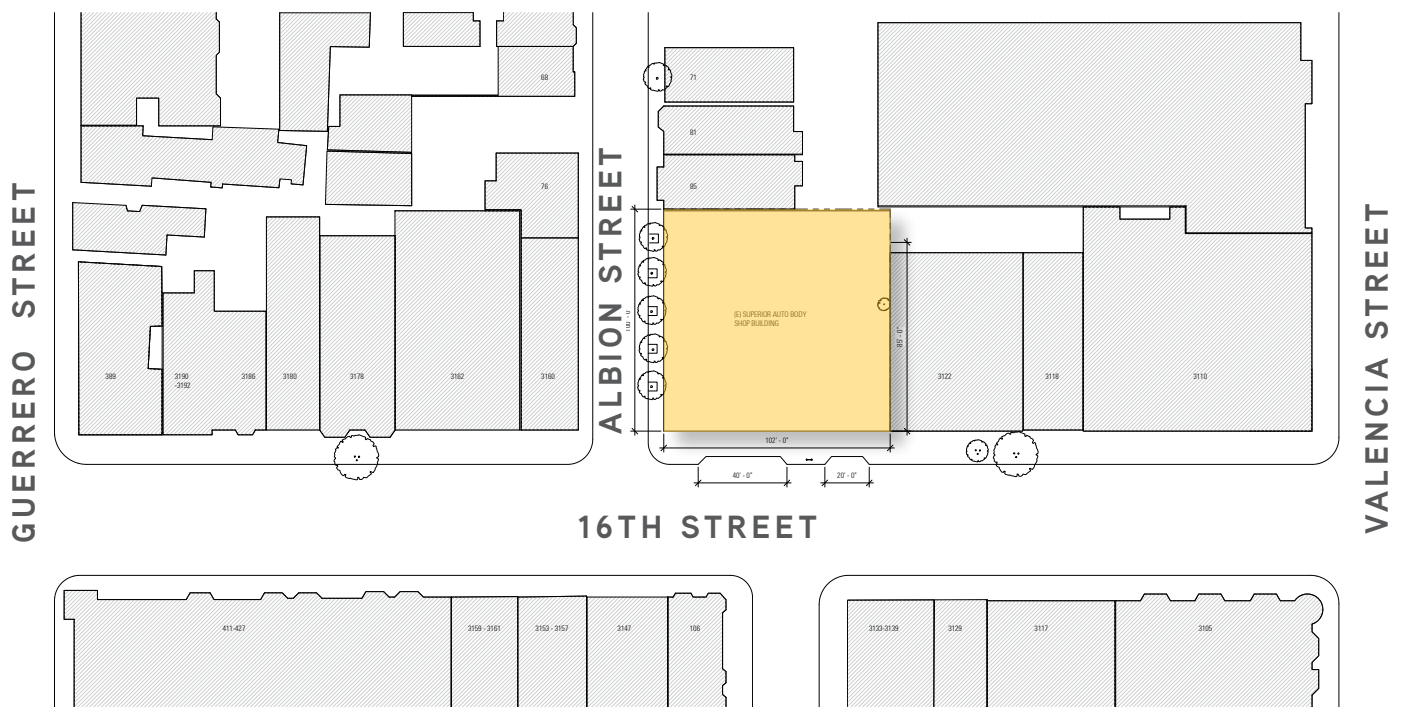 68
71
81
85
76
GUERRERO STREET
ALBION STREET
VALENCIA STREET
(E) SUPERIOR AUTO BODY
SHOP BUILDING
100' - 0"
85' - 0"
389
3190
-3192
3186
3180
3178
3162
3160
3122
3118
3110
102' - 0"
40' - 0"
20' - 0"
16TH STREET
411-427
3159 - 3161
3153 - 3157
3147
106
3133-3139
3129
3117
3105